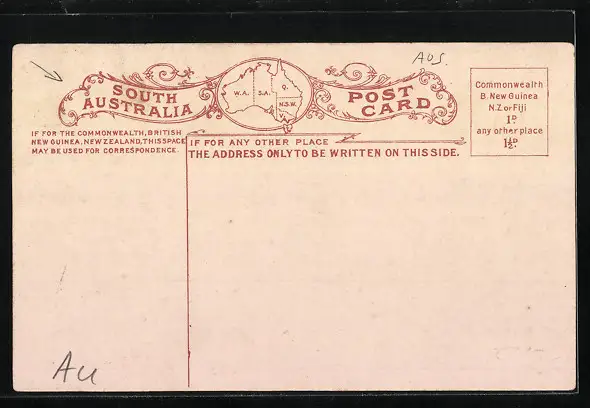 Aus.
SOUTH
AUSTRALIA
W.A.
S.A.
Q.
N.S.W.
POST
CARD
Commonwealth
B. New Guinea
N.Z. or Fiji
1D
any other place
1½D
IF FOR THE COMMONWEALTH, BRITISH
NEW GUINEA, NEW ZEALAND, THIS SPACE
MAY BE USED FOR CORRESPONDENCE.
IF FOR ANY OTHER PLACE
THE ADDRESS ONLY TO BE WRITTEN ON THIS SIDE.
Au